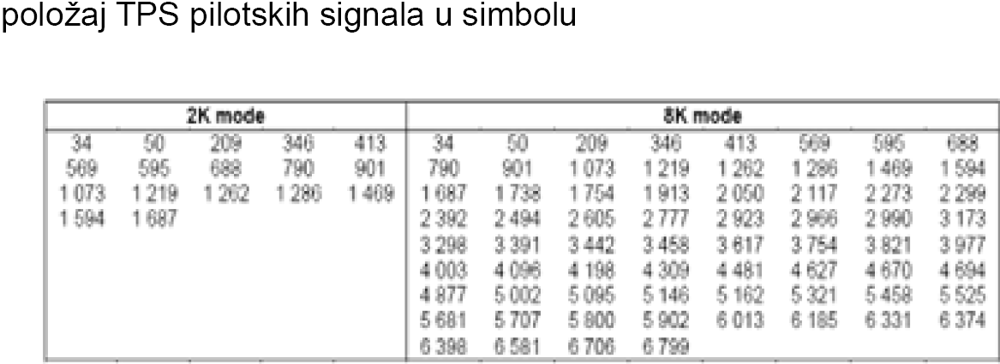 položaj TPS pilotskih signala u simbolu
2K mode 8K mode
34 50 209 346 413 34 50 209 346 413 569 595 688
569 595 688 790 901 790 901 1 073 1 219 1 262 1 286 1 469 1 594
1 073 1 219 1 262 1 286 1 469 1 687 1 738 1 754 1 913 2 050 2 117 2 273 2 299
1 594 1 687 2 392 2 494 2 605 2 777 2 923 2 966 2 990 3 173
3 298 3 391 3 442 3 458 3 617 3 754 3 821 3 977
4 003 4 096 4 198 4 309 4 481 4 627 4 670 4 694
4 877 5 002 5 095 5 146 5 162 5 321 5 458 5 525
5 681 5 707 5 800 5 902 6 013 6 185 6 331 6 374
6 398 6 581 6 706 6 799